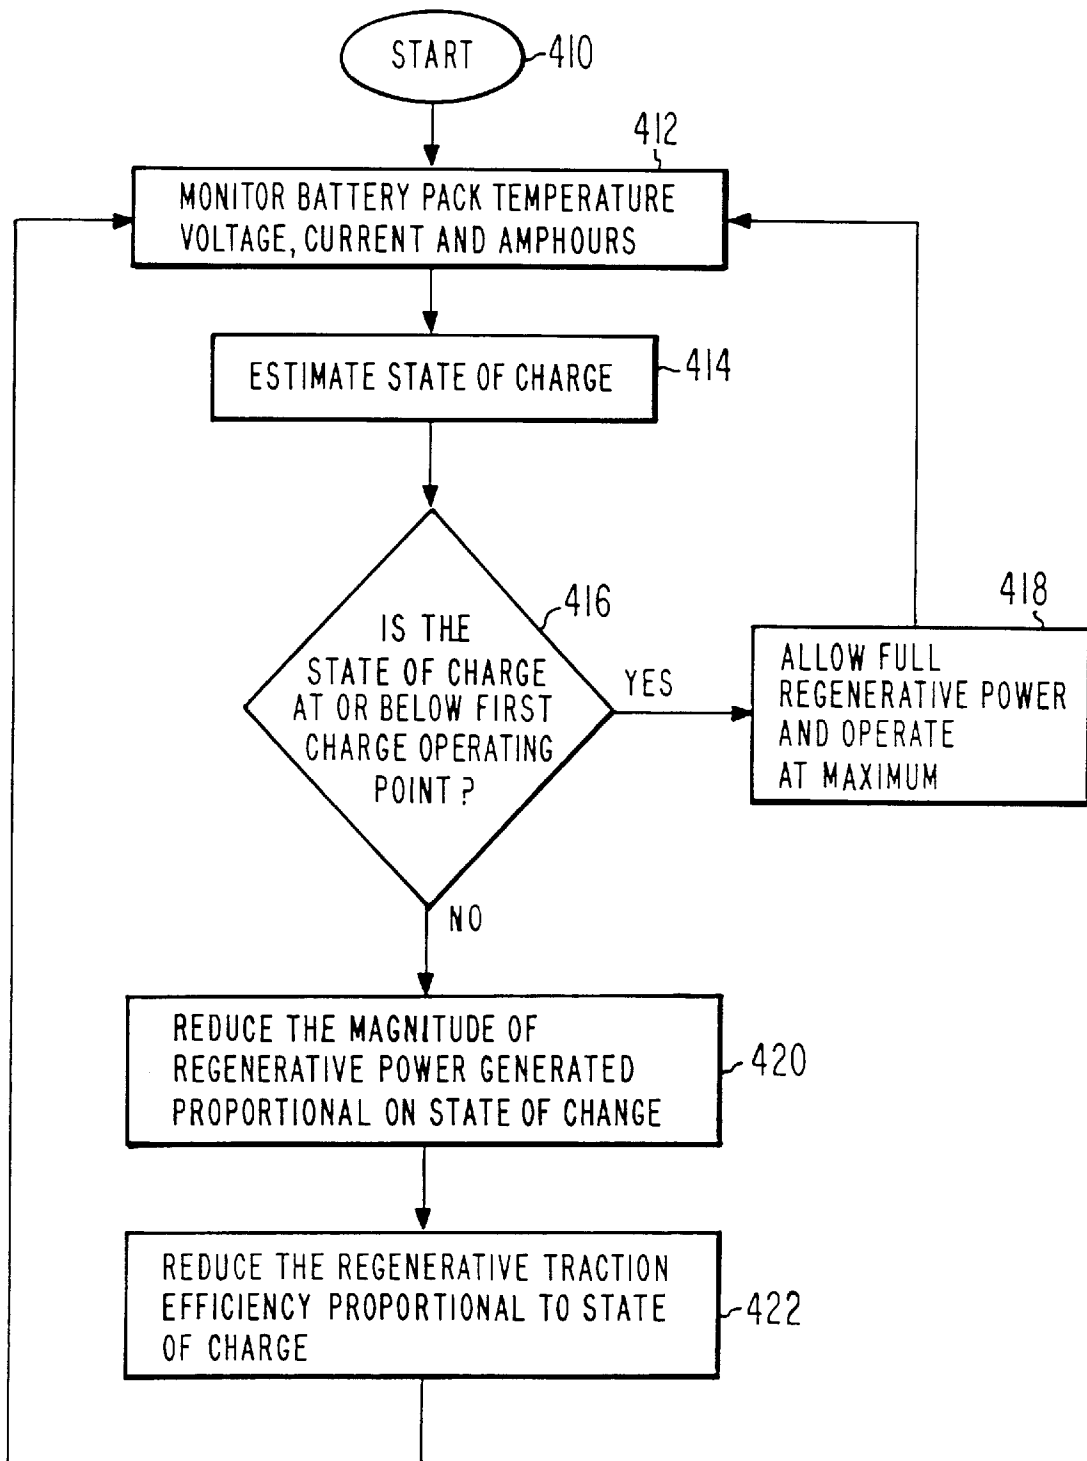 START
410
412
MONITOR BATTERY PACK TEMPERATURE
VOLTAGE, CURRENT AND AMPHOURS
ESTIMATE STATE OF CHARGE
414
416
IS THE
STATE OF CHARGE
AT OR BELOW FIRST
CHARGE OPERATING
POINT?
YES
418
ALLOW FULL
REGENERATIVE POWER
AND OPERATE
AT MAXIMUM
NO
REDUCE THE MAGNITUDE OF
REGENERATIVE POWER GENERATED
PROPORTIONAL ON STATE OF CHANGE
420
REDUCE THE REGENERATIVE TRACTION
EFFICIENCY PROPORTIONAL TO STATE
OF CHARGE
422